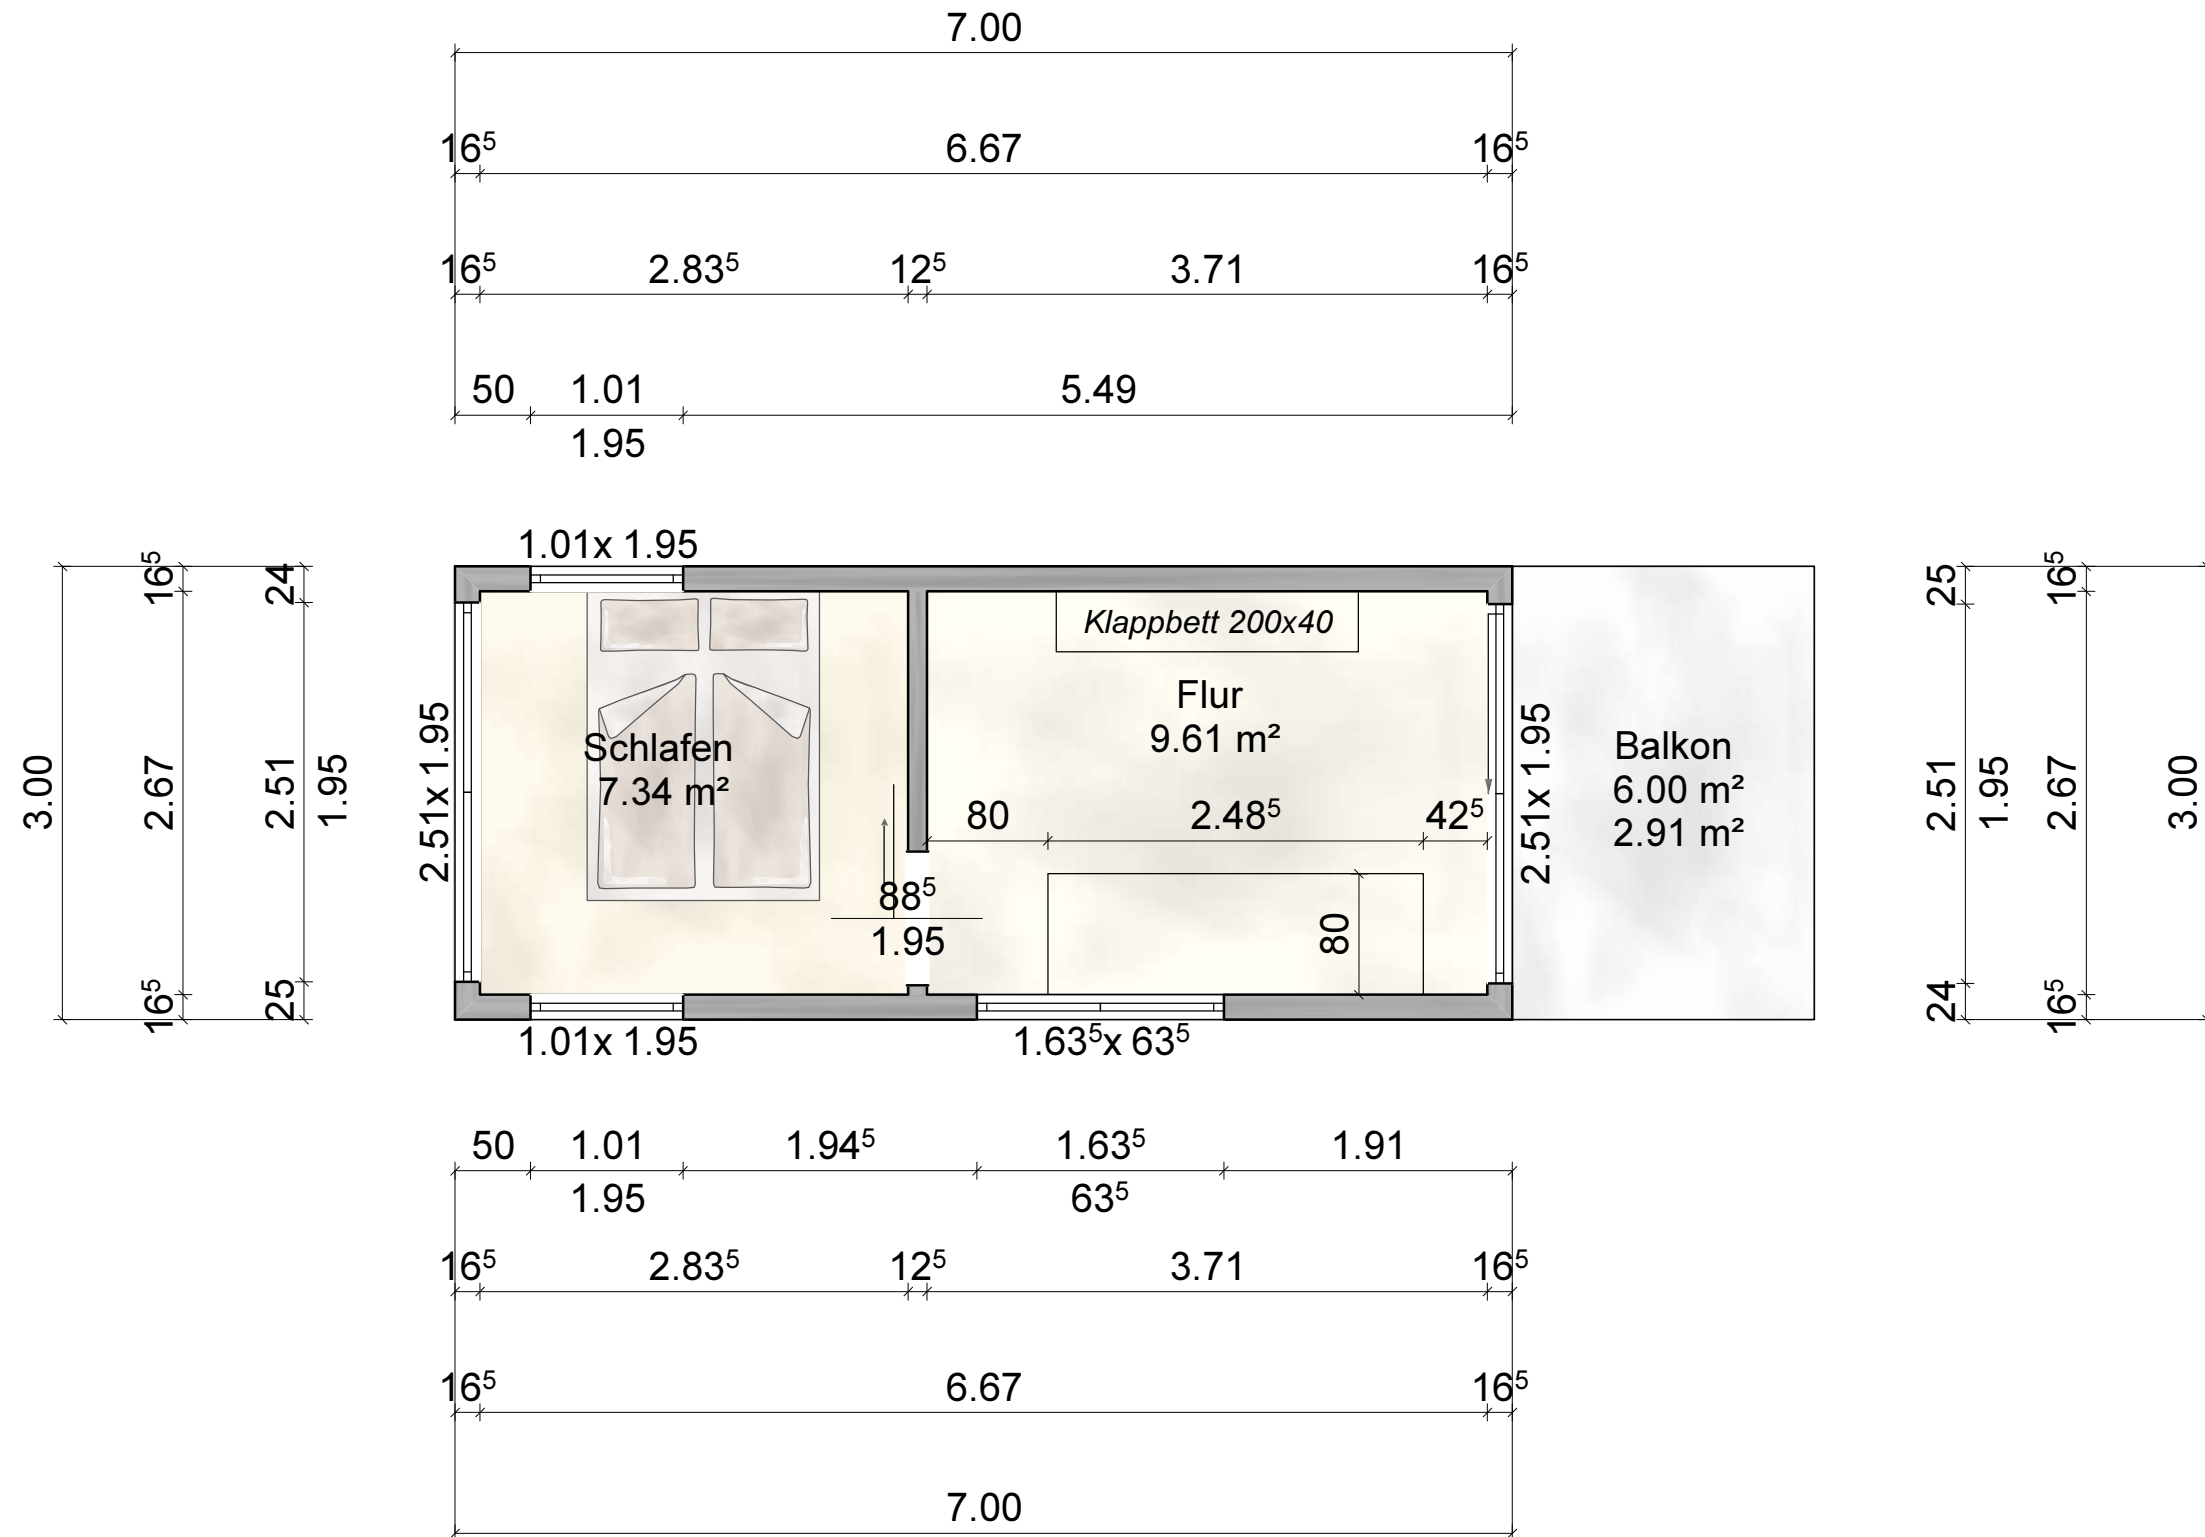 7.00
16⁵ 6.67 16⁵
16⁵ 2.83⁵ 12⁵ 3.71 16⁵
50 1.01 5.49
1.95
1.01x 1.95
3.00
16⁵ 2.67 16⁵
24 2.51 25
1.95
2.51x 1.95
Schlafen
7.34 m²
88⁵
1.95
Klappbett 200x40
Flur
9.61 m²
80 2.48⁵ 42⁵
80
2.51x 1.95
Balkon
6.00 m²
2.91 m²
25 2.51 24
1.95
16⁵ 2.67 16⁵
3.00
1.01x 1.95
1.63⁵x 63⁵
50 1.01 1.94⁵ 1.63⁵ 1.91
1.95 63⁵
16⁵ 2.83⁵ 12⁵ 3.71 16⁵
16⁵ 6.67 16⁵
7.00